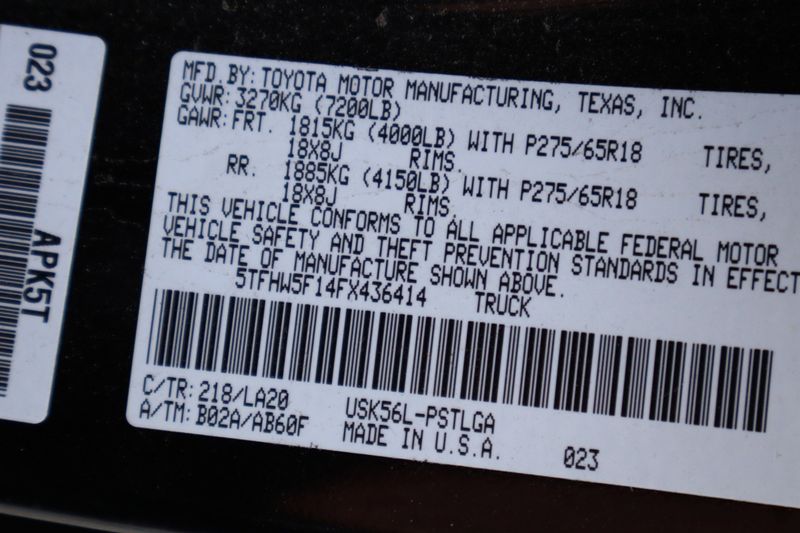 023
APK5T
MFD.BY: TOYOTA MOTOR MANUFACTURING, TEXAS, INC.
GVWR: 3270KG (7200LB)
GAWR: FRT. 1815KG (4000LB) WITH P275/65R18 TIRES,
18X8J RIMS.
RR. 1885KG (4150LB) WITH P275/65R18 TIRES,
18X8J RIMS.
THIS VEHICLE CONFORMS TO ALL APPLICABLE FEDERAL MOTOR
VEHICLE SAFETY AND THEFT PREVENTION STANDARDS IN EFFECT
THE DATE OF MANUFACTURE SHOWN ABOVE.
5TFHW5F14FX436414 TRUCK
C/TR: 218/LA20 USK56L-PSTLGA
A/TM: B02A/AB60F MADE IN U.S.A. 023